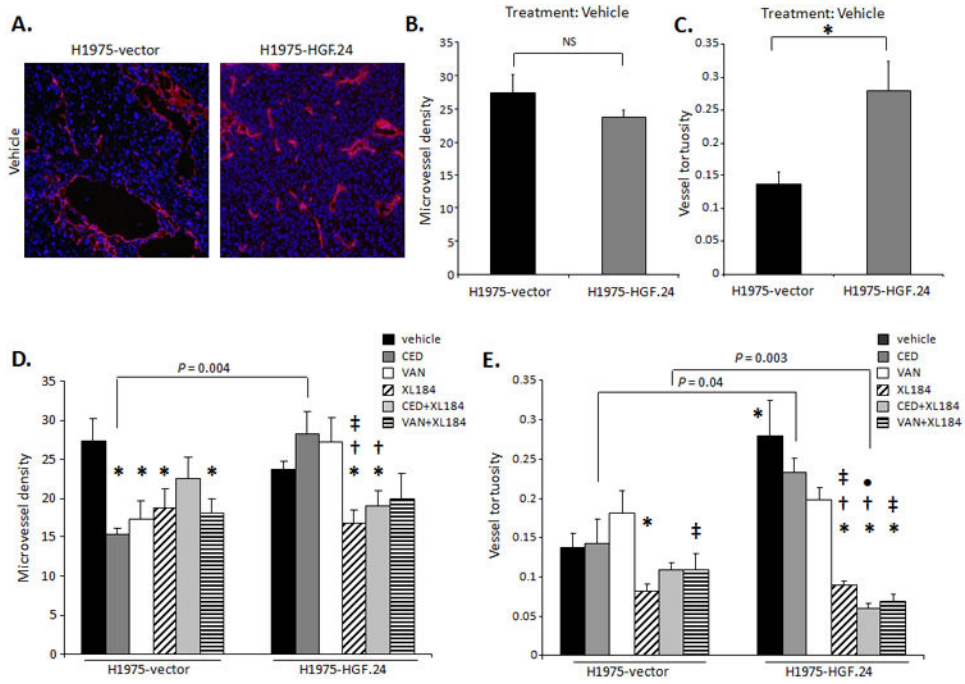 A.
H1975-vector
H1975-HGF.24
Vehicle
B.
Treatment: Vehicle
NS
Microvessel density
35
30
25
20
15
10
5
0
H1975-vector
H1975-HGF.24
C.
Treatment: Vehicle
*
Vessel tortuosity
0.35
0.3
0.25
0.2
0.15
0.1
0.05
0
H1975-vector
H1975-HGF.24
D.
vehicle
CED
VAN
XL184
CED+XL184
VAN+XL184
P = 0.004
Microvessel density
35
30
25
20
15
10
5
0
* * * *
‡
† †
* *
H1975-vector
H1975-HGF.24
E.
vehicle
CED
VAN
XL184
CED+XL184
VAN+XL184
P = 0.003
P = 0.04
Vessel tortuosity
0.35
0.3
0.25
0.2
0.15
0.1
0.05
0
* ‡
*
‡ • 
† † ‡
* * *
H1975-vector
H1975-HGF.24